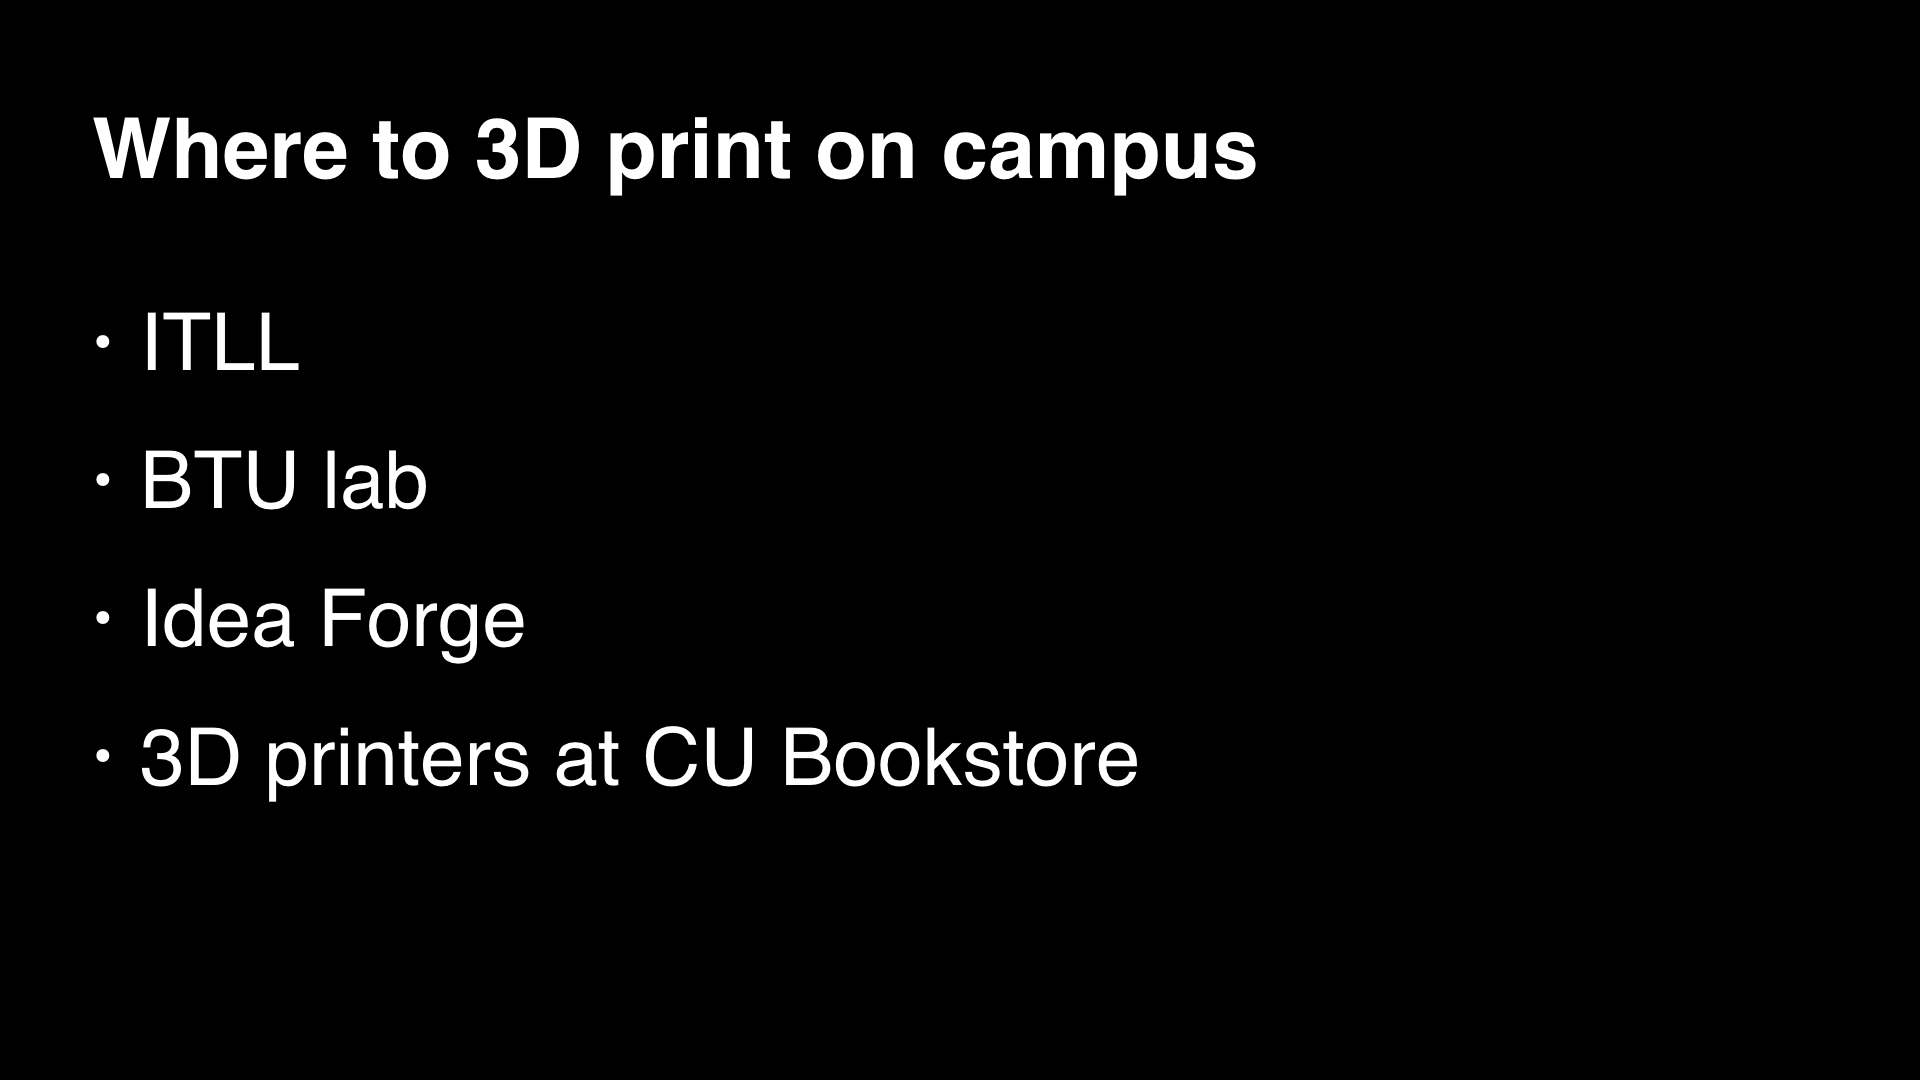 Where to 3D print on campus
• ITLL
• BTU lab
• Idea Forge
• 3D printers at CU Bookstore